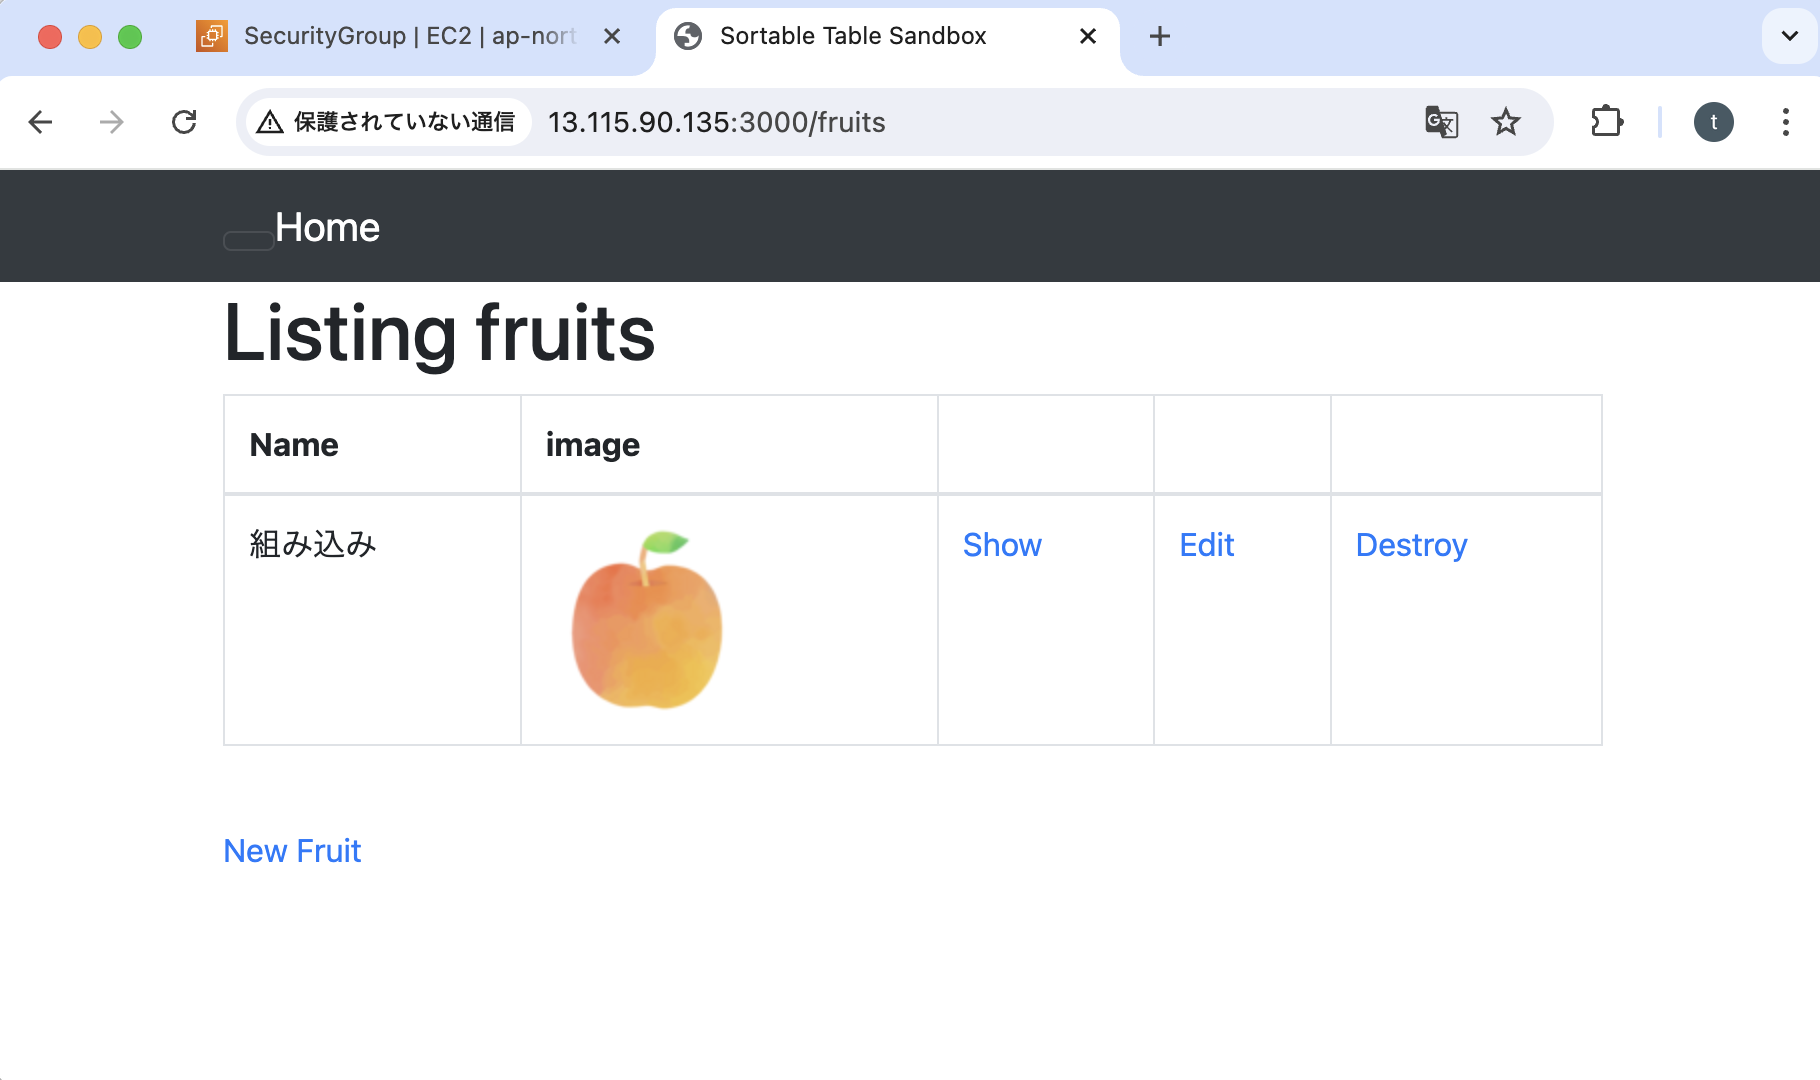 SecurityGroup | EC2 | ap-nort
Sortable Table Sandbox
保護されていない通信
13.115.90.135:3000/fruits
t
Home
Listing fruits
Name image
組み込み Show Edit Destroy
New Fruit